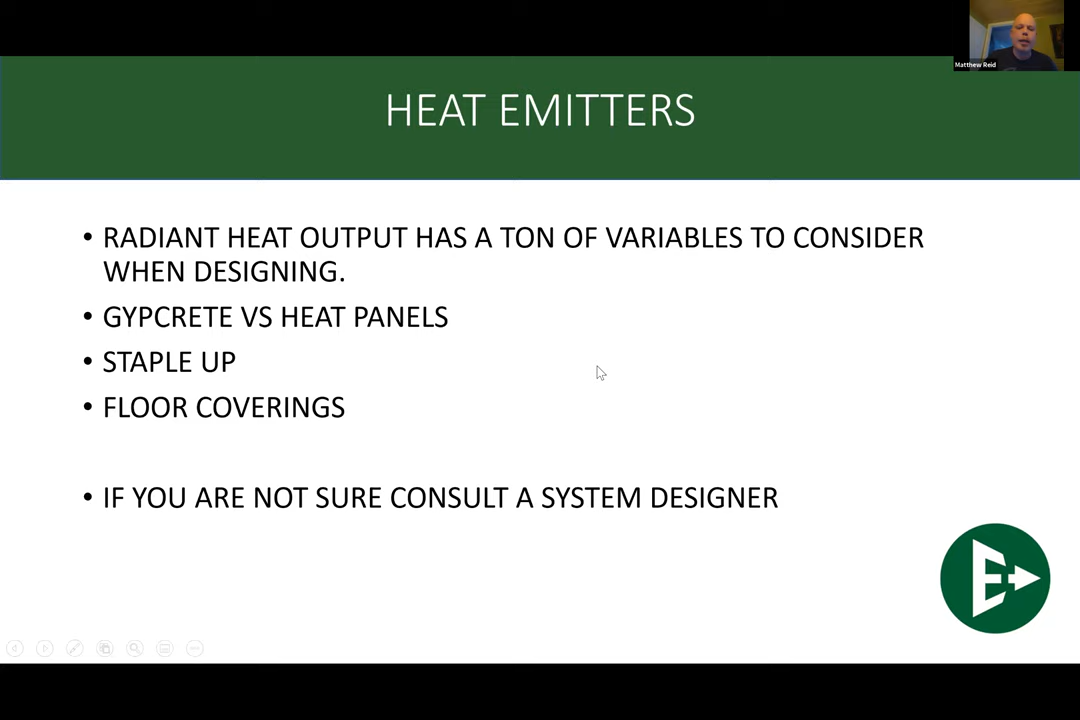 Matthew Reid
HEAT EMITTERS
• RADIANT HEAT OUTPUT HAS A TON OF VARIABLES TO CONSIDER
WHEN DESIGNING.
• GYPCRETE VS HEAT PANELS
• STAPLE UP
• FLOOR COVERINGS
• IF YOU ARE NOT SURE CONSULT A SYSTEM DESIGNER
E